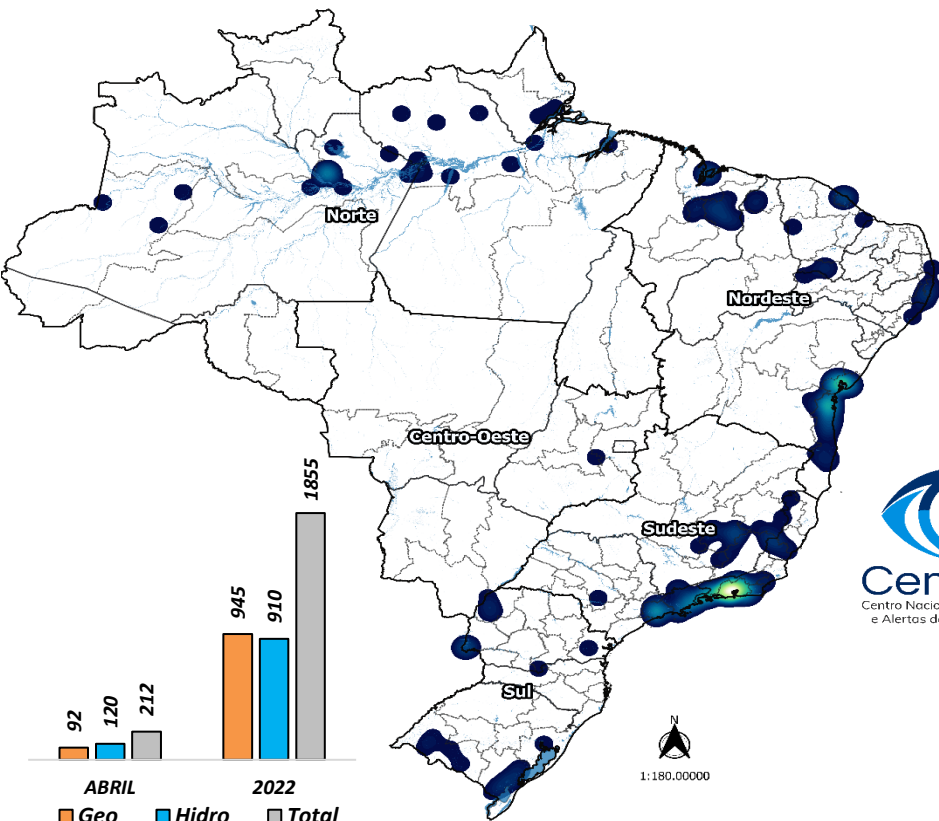 Norte
Nordeste
Centro-Oeste
Sudeste
Sul
N
1:180.00000
Centro Nacio
e Alertas d
92
120
212
945
910
1855
ABRIL
2022
Geo
Hidro
Total